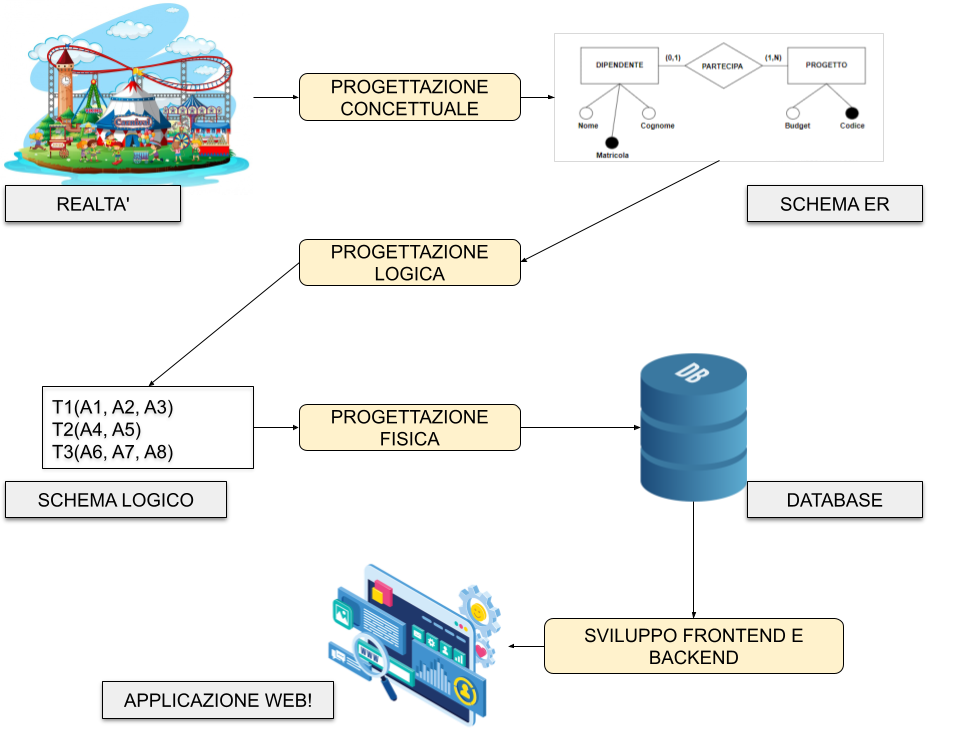 PROGETTAZIONE
CONCETTUALE
DIPENDENTE
(0,1)
PARTECIPA
(1,N)
PROGETTO
Nome
Cognome
Matricola
Budget
Codice
REALTA'
SCHEMA ER
PROGETTAZIONE
LOGICA
T1(A1, A2, A3)
T2(A4, A5)
T3(A6, A7, A8)
PROGETTAZIONE
FISICA
DB
SCHEMA LOGICO
DATABASE
SVILUPPO FRONTEND E
BACKEND
APPLICAZIONE WEB!